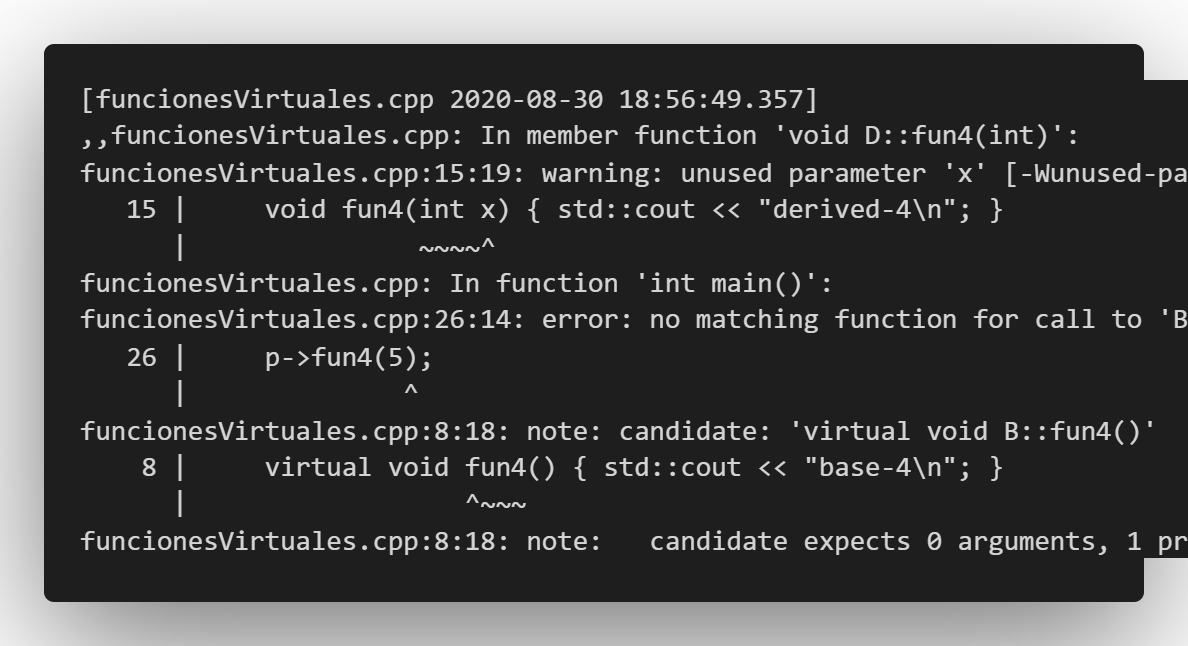 [funcionesVirtuales.cpp 2020-08-30 18:56:49.357]
,,funcionesVirtuales.cpp: In member function 'void D::fun4(int)':
funcionesVirtuales.cpp:15:19: warning: unused parameter 'x' [-Wunused-pa
   15 |     void fun4(int x) { std::cout << "derived-4\n"; }
      |               ~~~~^
funcionesVirtuales.cpp: In function 'int main()':
funcionesVirtuales.cpp:26:14: error: no matching function for call to 'B
   26 |     p->fun4(5);
      |              ^
funcionesVirtuales.cpp:8:18: note: candidate: 'virtual void B::fun4()'
    8 |     virtual void fun4() { std::cout << "base-4\n"; }
      |                  ^~~~
funcionesVirtuales.cpp:8:18: note:   candidate expects 0 arguments, 1 pr